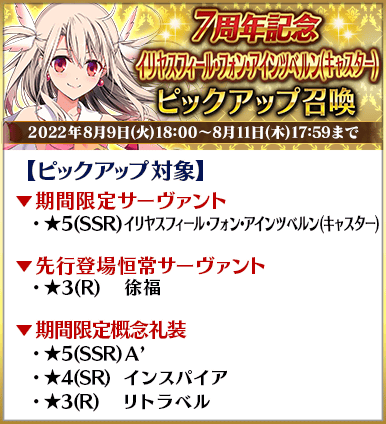 7周年記念
イリヤスフィール・フォン・アインツベルン(キャスター)
ピックアップ召喚
2022年8月9日(火)18:00～8月11日(木)17:59まで
【ピックアップ対象】
▼期間限定サーヴァント
・★5(SSR)イリヤスフィール・フォン・アインツベルン(キャスター)
▼先行登場恒常サーヴァント
・★3(R) 徐福
▼期間限定概念礼装
・★5(SSR) A’
・★4(SR) インスパイア
・★3(R) リトラベル